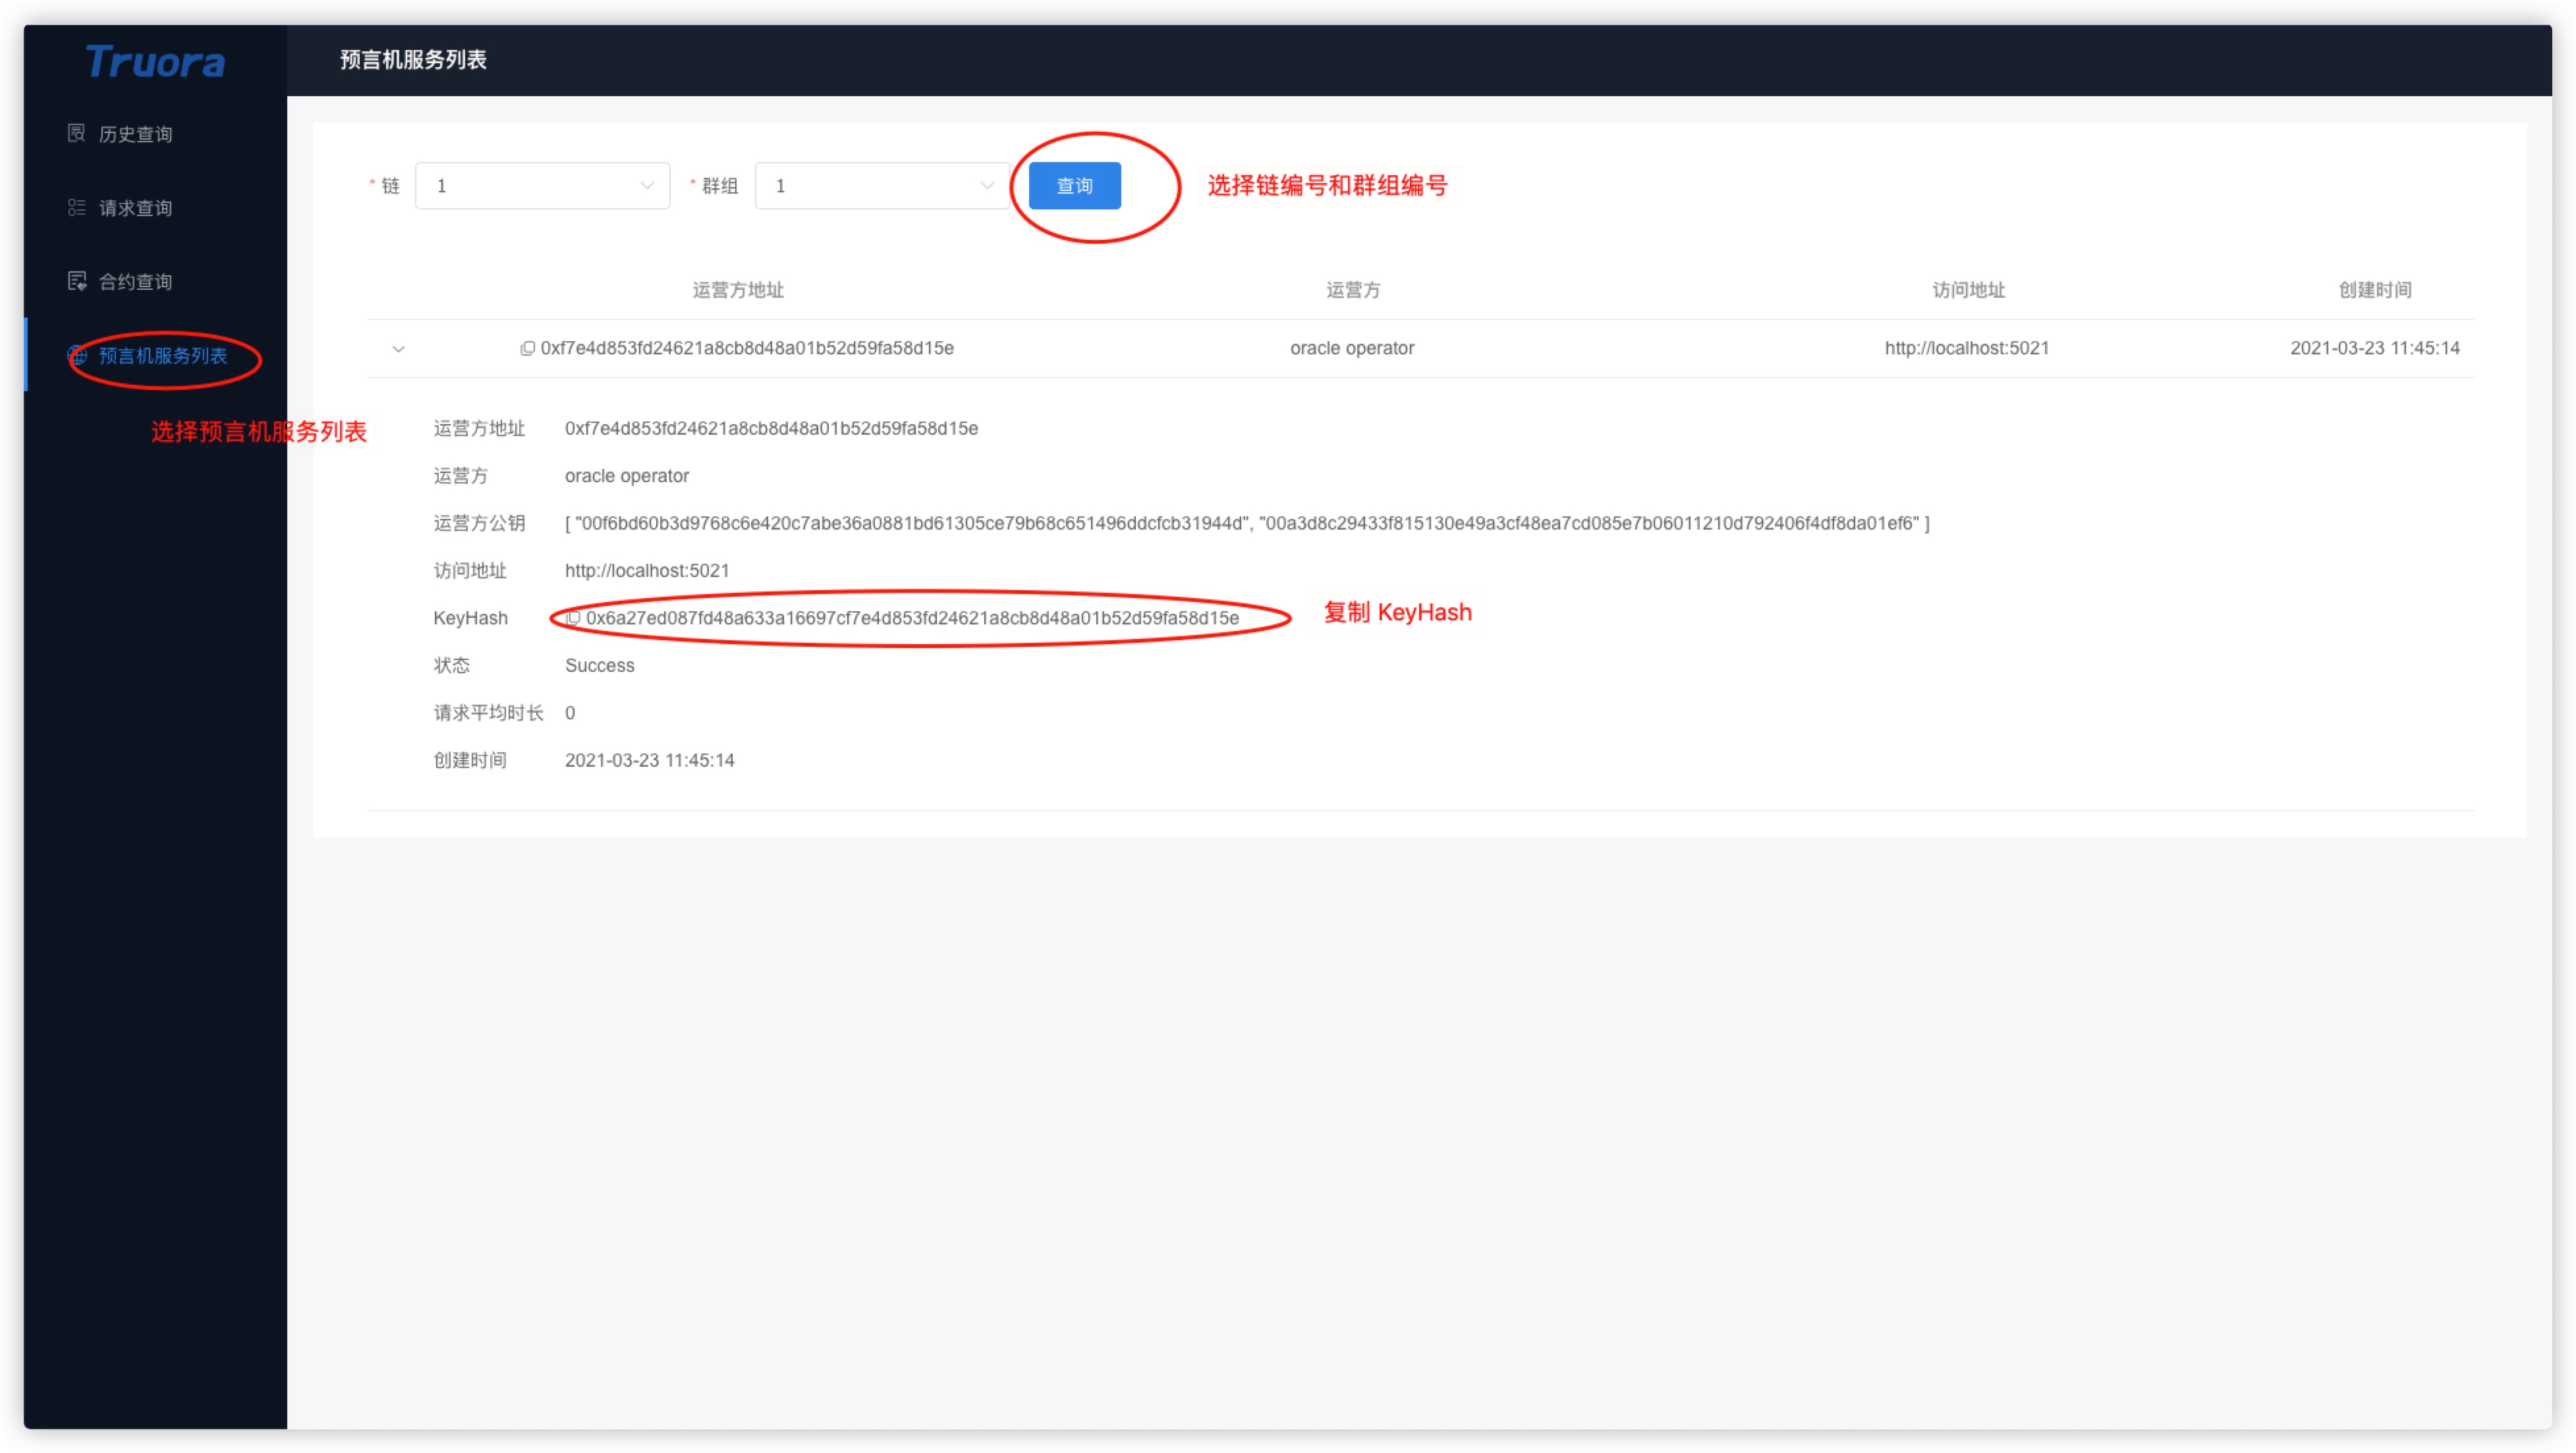 Truora
预言机服务列表
历史查询
请求查询
合约查询
预言机服务列表
选择预言机服务列表
* 链 1 * 群组 1 查询 选择链编号和群组编号
运营方地址 运营方 访问地址 创建时间
0xf7e4d853fd24621a8cb8d48a01b52d59fa58d15e oracle operator http://localhost:5021 2021-03-23 11:45:14
运营方地址 0xf7e4d853fd24621a8cb8d48a01b52d59fa58d15e
运营方 oracle operator
运营方公钥 [ "00f6bd60b3d9768c6e420c7abe36a0881bd61305ce79b68c651496ddcfcb31944d", "00a3d8c29433f815130e49a3cf48ea7cd085e7b06011210d792406f4df8da01ef6" ]
访问地址 http://localhost:5021
KeyHash 0x6a27ed087fd48a633a16697cf7e4d853fd24621a8cb8d48a01b52d59fa58d15e 复制 KeyHash
状态 Success
请求平均时长 0
创建时间 2021-03-23 11:45:14